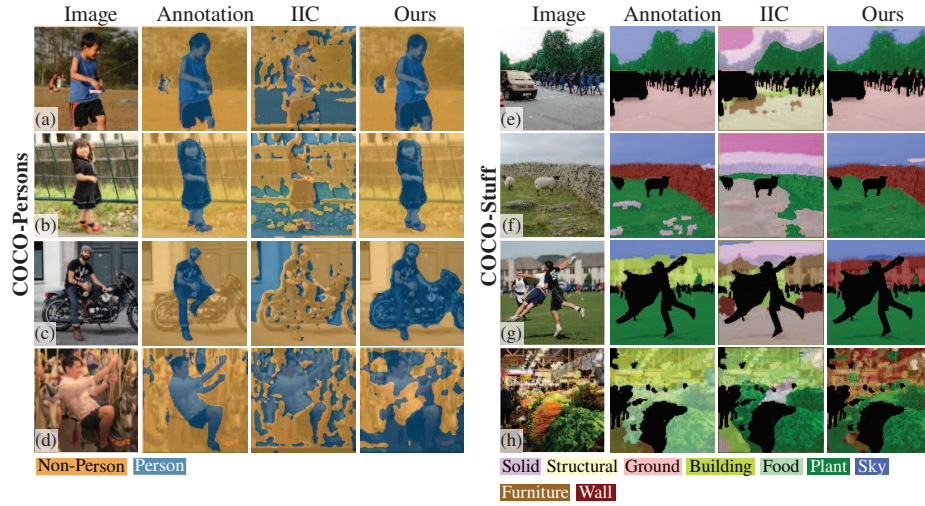 Image Annotation IIC Ours
COCO-Persons
(a)
(b)
(c)
(d)
Non-Person Person
Image Annotation IIC Ours
COCO-Stuff
(e)
(f)
(g)
(h)
Solid Structural Ground Building Food Plant Sky
Furniture Wall